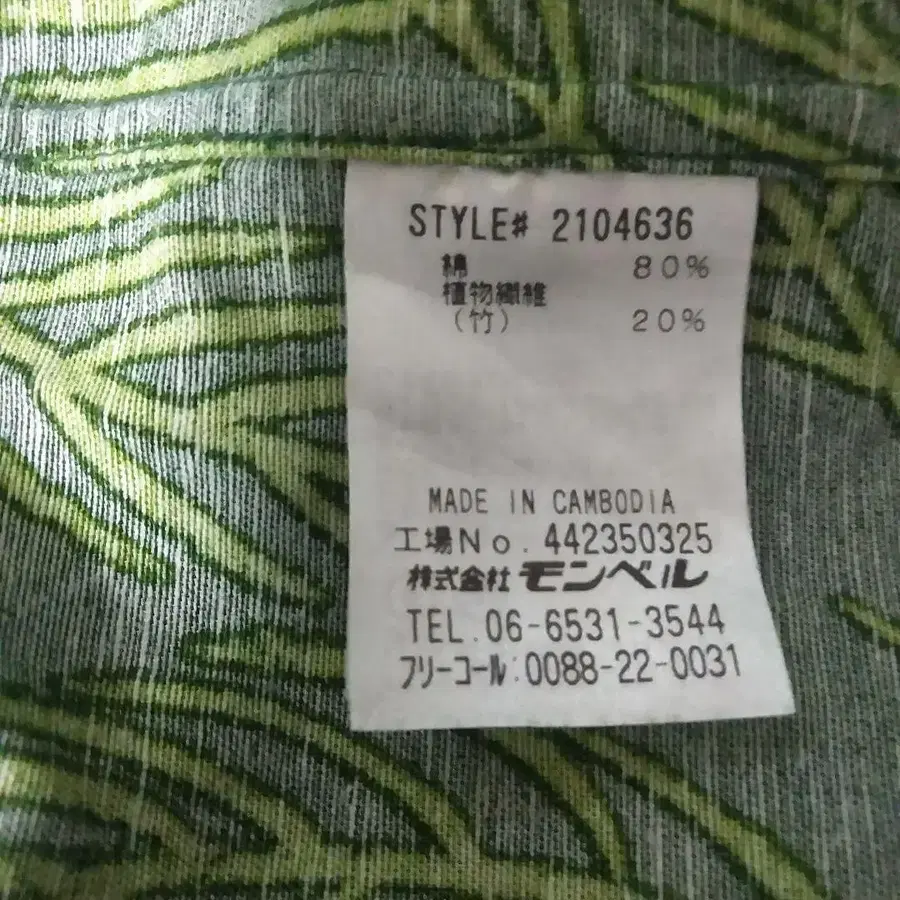 STYLE# 2104636
綿 80%
植物繊維
(竹) 20%
MADE IN CAMBODIA
工場No. 442350325
株式会社 モンベル
TEL.06-6531-3544
フリーコール:0088-22-0031